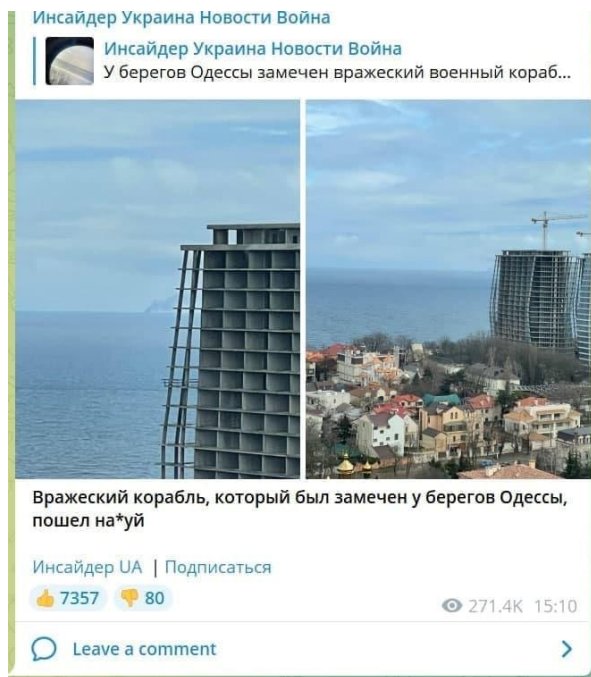 Инсайдер Украина Новости Война
Инсайдер Украина Новости Война
У берегов Одессы замечен вражеский военный кораб...
Вражеский корабль, который был замечен у берегов Одессы,
пошел на*уй
Инсайдер UA | Подписаться
👍 7357 👎 80
271.4K 15:10
Leave a comment